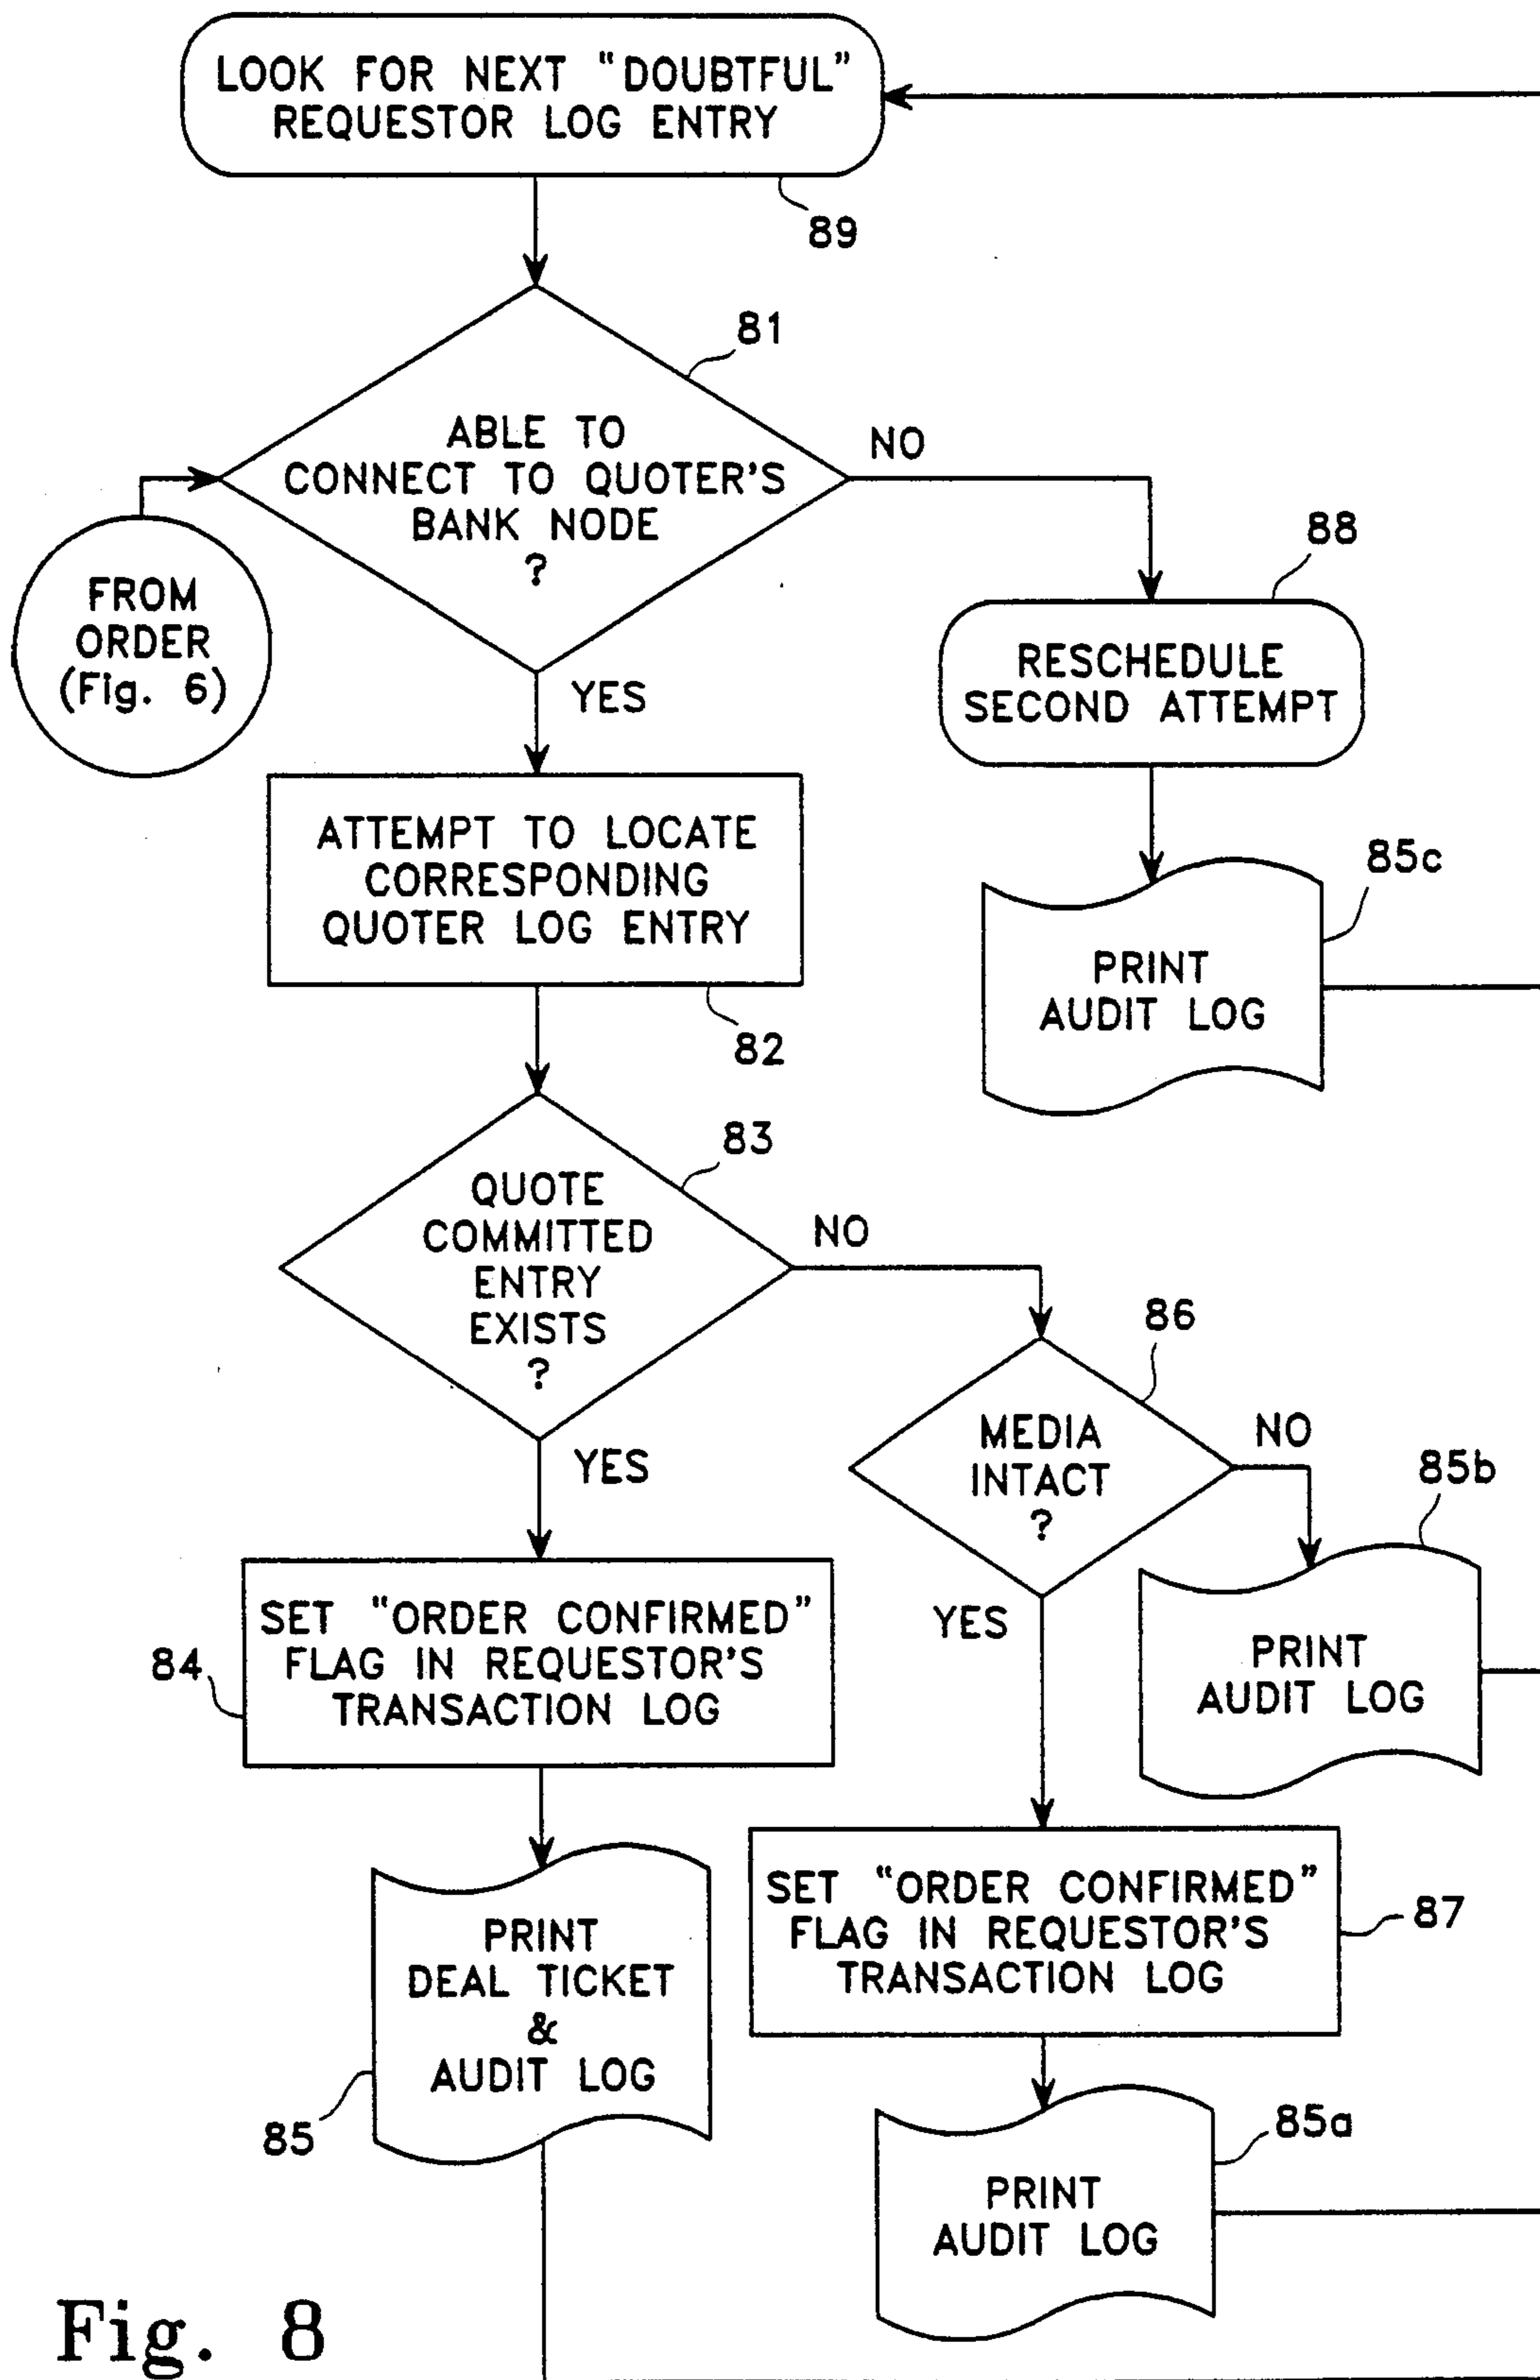 LOOK FOR NEXT "DOUBTFUL"
REQUESTOR LOG ENTRY
89
81
ABLE TO
CONNECT TO QUOTER'S
BANK NODE
?
NO
FROM
ORDER
(Fig. 6)
YES
88
RESCHEDULE
SECOND ATTEMPT
ATTEMPT TO LOCATE
CORRESPONDING
QUOTER LOG ENTRY
82
85c
PRINT
AUDIT LOG
83
QUOTE
COMMITTED
ENTRY
EXISTS
?
NO
YES
86
MEDIA
INTACT
?
NO
YES
85b
PRINT
AUDIT LOG
84
SET "ORDER CONFIRMED"
FLAG IN REQUESTOR'S
TRANSACTION LOG
SET "ORDER CONFIRMED"
FLAG IN REQUESTOR'S
TRANSACTION LOG
87
PRINT
DEAL TICKET
&
AUDIT LOG
85
85a
PRINT
AUDIT LOG
Fig. 8